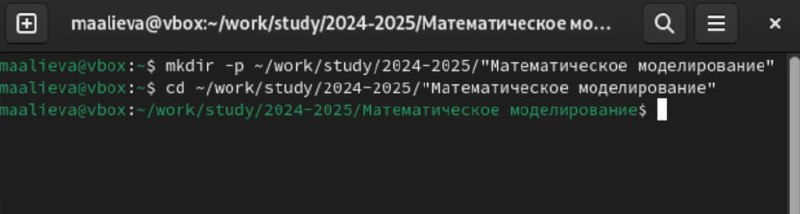 maalieva@vbox:~/work/study/2024-2025/Математическое мо...
maalieva@vbox:~$ mkdir -p ~/work/study/2024-2025/"Математическое моделирование"
maalieva@vbox:~$ cd ~/work/study/2024-2025/"Математическое моделирование"
maalieva@vbox:~/work/study/2024-2025/Математическое моделирование$